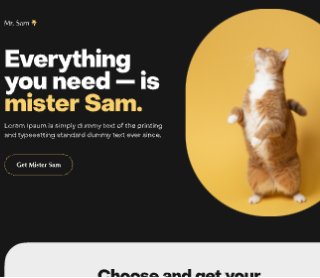 Mr. Sam
Everything
you need — is
mister Sam.
Lorem Ipsum is simply dummy text of the printing
and typesetting standard dummy text ever since.
Get Mister Sam
Choose and get your